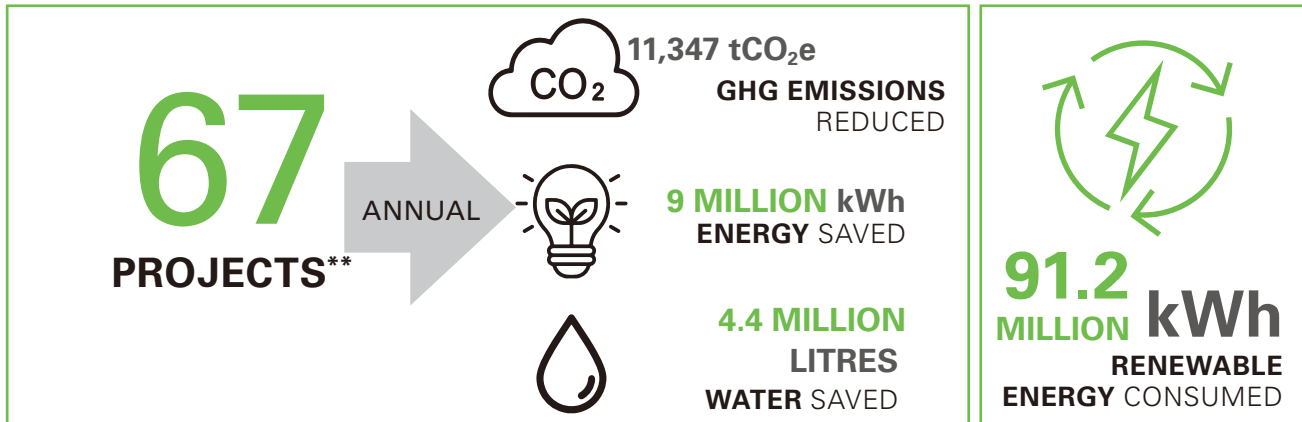 67
PROJECTS**
ANNUAL
CO₂
11,347 tCO₂e
GHG EMISSIONS
REDUCED
9 MILLION kWh
ENERGY SAVED
4.4 MILLION
LITRES
WATER SAVED
91.2
MILLION kWh
RENEWABLE
ENERGY CONSUMED